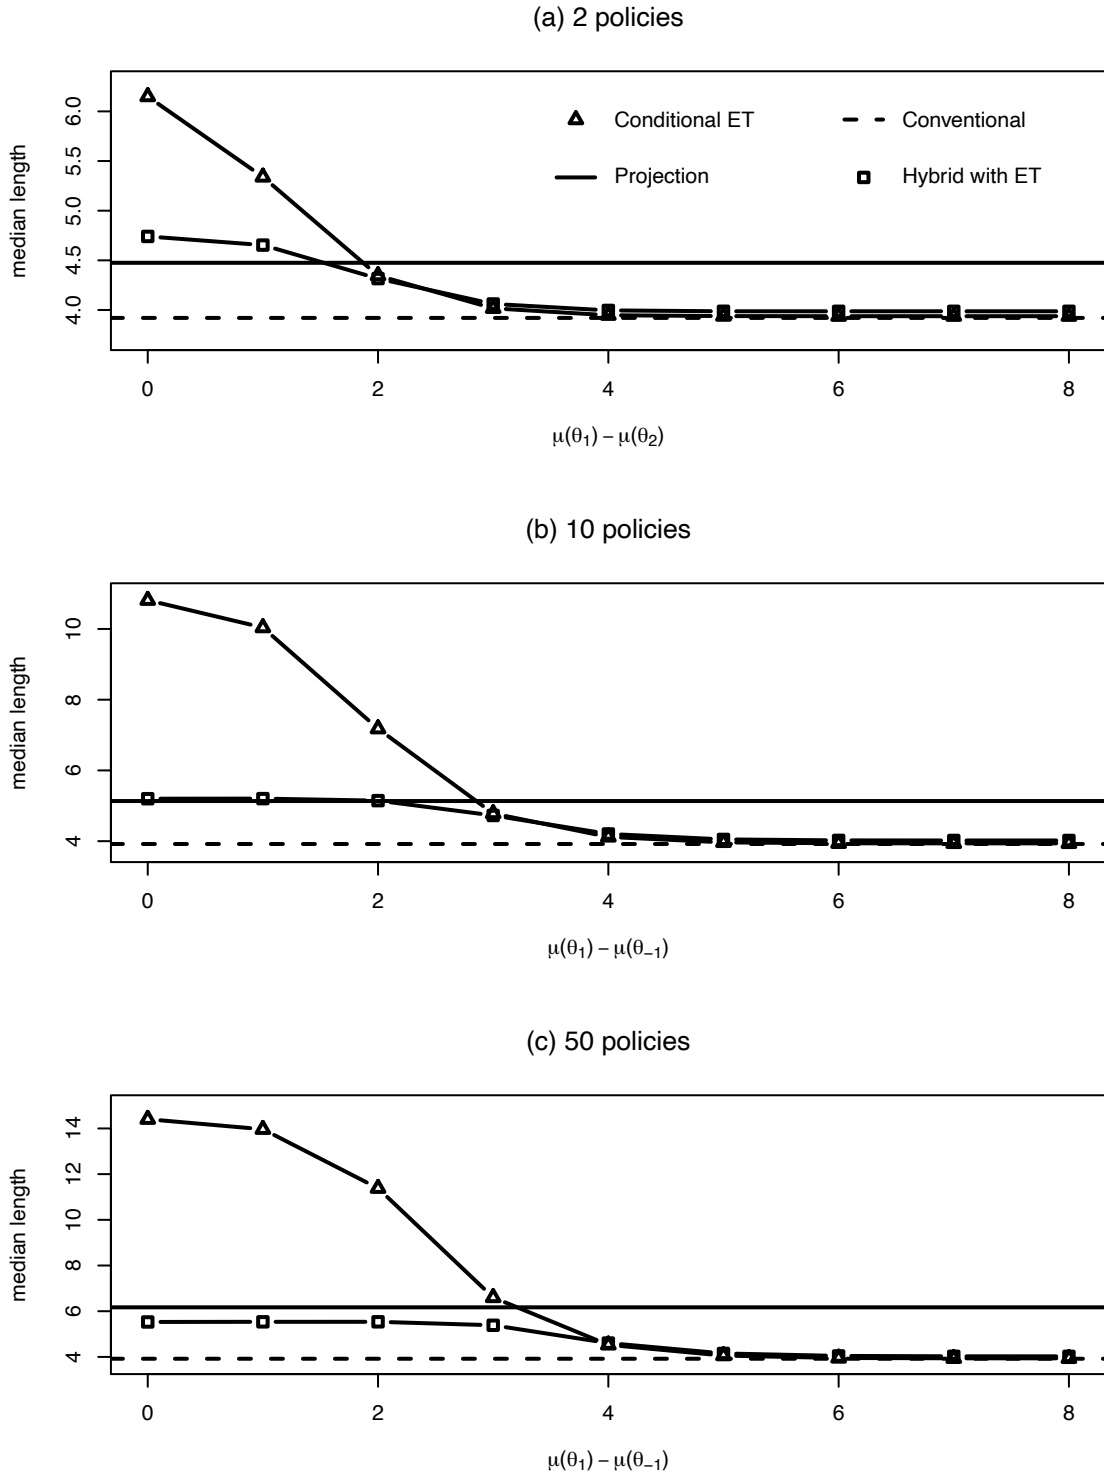 (a) 2 policies
median length
6.0
5.5
5.0
4.5
4.0
Conditional ET
Conventional
Projection
Hybrid with ET
0 2 4 6 8
μ(θ1) − μ(θ2)
(b) 10 policies
median length
10
8
6
4
0 2 4 6 8
μ(θ1) − μ(θ−1)
(c) 50 policies
median length
14
12
10
8
6
4
0 2 4 6 8
μ(θ1) − μ(θ−1)